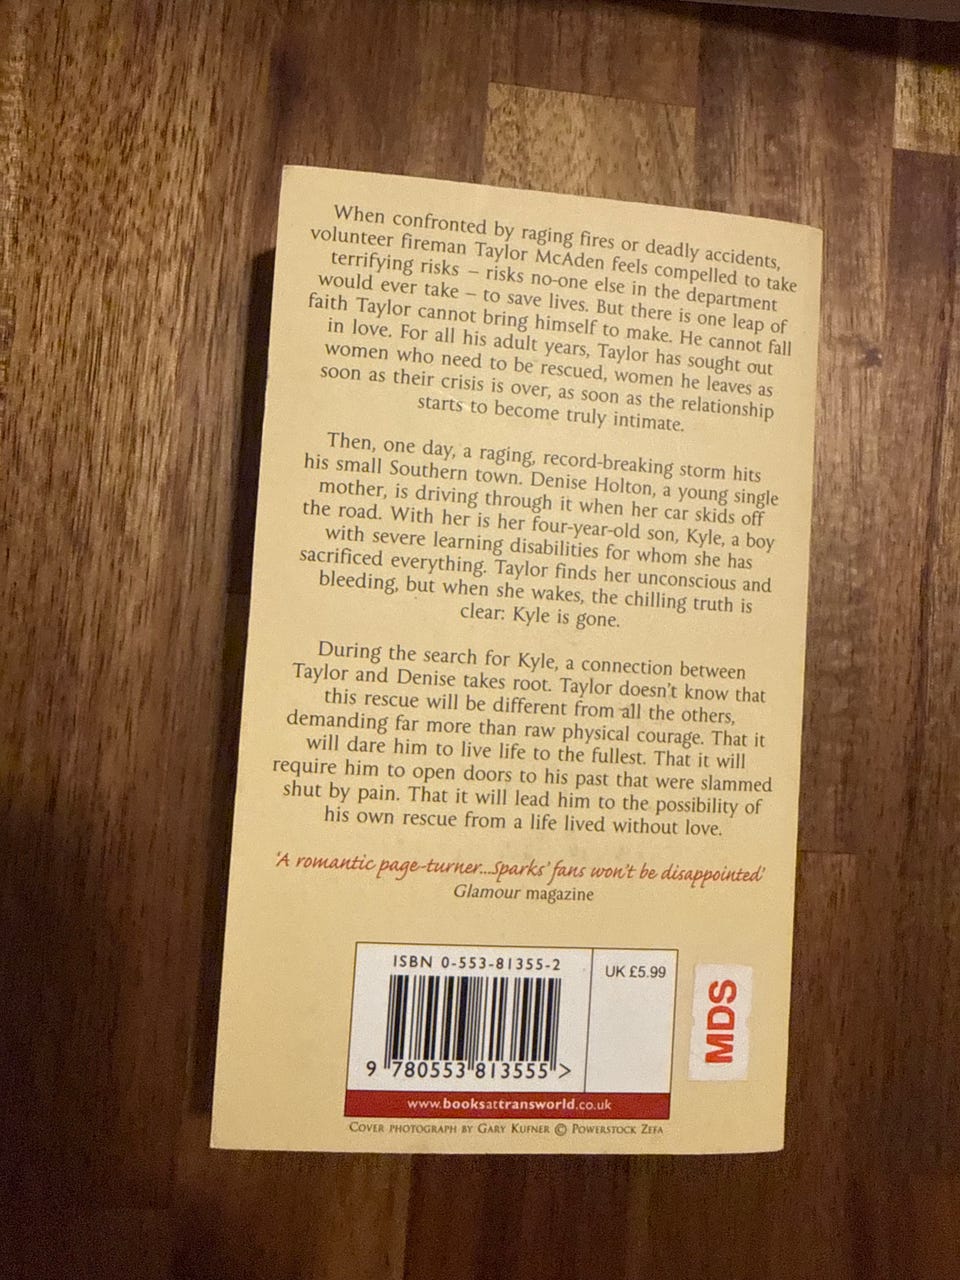 When confronted by raging fires or deadly accidents,
volunteer fireman Taylor McAden feels compelled to take
terrifying risks – risks no-one else in the department
would ever take – to save lives. But there is one leap of
faith Taylor cannot bring himself to make. He cannot fall
in love. For all his adult years, Taylor has sought out
women who need to be rescued, women he leaves as
soon as their crisis is over, as soon as the relationship
starts to become truly intimate.
Then, one day, a raging, record-breaking storm hits
his small Southern town. Denise Holton, a young single
mother, is driving through it when her car skids off
the road. With her is her four-year-old son, Kyle, a boy
with severe learning disabilities for whom she has
sacrificed everything. Taylor finds her unconscious and
bleeding, but when she wakes, the chilling truth is
clear: Kyle is gone.
During the search for Kyle, a connection between
Taylor and Denise takes root. Taylor doesn't know that
this rescue will be different from all the others,
demanding far more than raw physical courage. That it
will dare him to live life to the fullest. That it will
require him to open doors to his past that were slammed
shut by pain. That it will lead him to the possibility of
his own rescue from a life lived without love.
'A romantic page-turner...Sparks' fans won't be disappointed'
Glamour magazine
ISBN 0-553-81355-2
UK £5.99
9 780553 813555 >
MDS
www.booksattransworld.co.uk
COVER PHOTOGRAPH BY GARY KUFNER © POWERSTOCK ZEFA